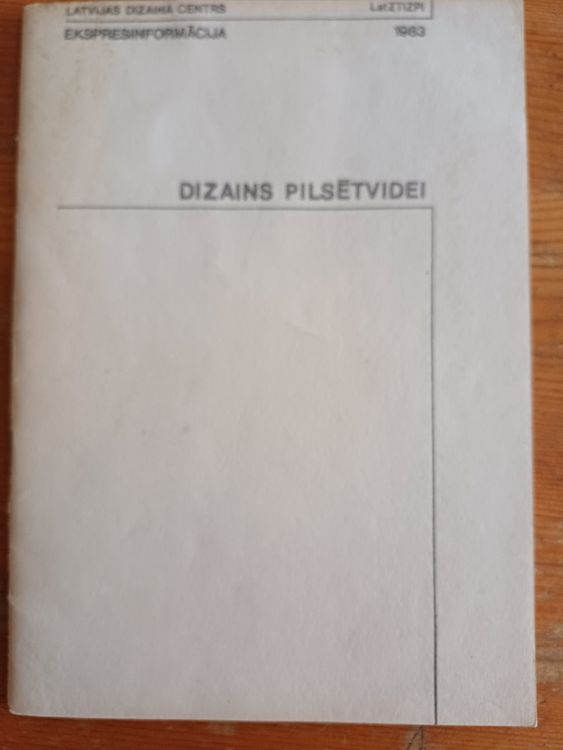 LATVIJAS DIZAINA CENTRS LatZTIZPI
EKSPRESINFORMĀCIJA 1983
DIZAINS PILSĒTVIDEI